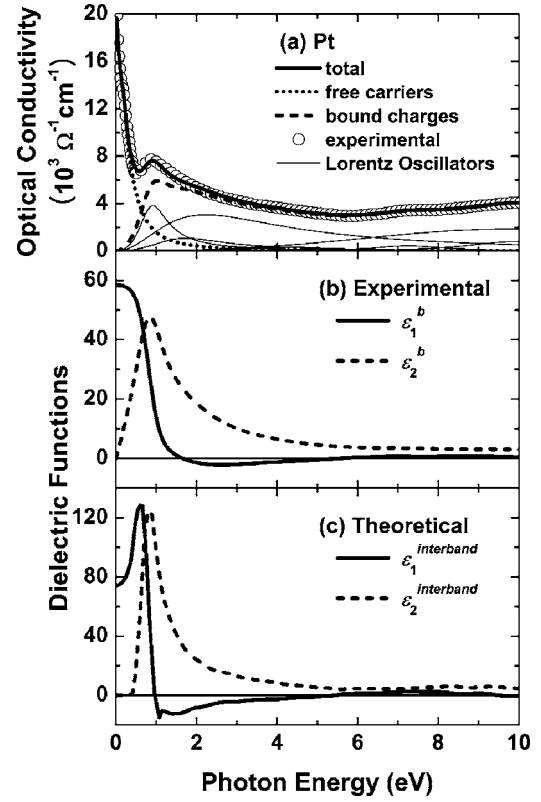 20
16
12
8
4
0
Optical Conductivity
(10³ Ω⁻¹cm⁻¹)
(a) Pt
total
free carriers
bound charges
experimental
Lorentz Oscillators
60
40
20
0
(b) Experimental
ε₁ᵇ
ε₂ᵇ
Dielectric Functions
120
80
40
0
(c) Theoretical
ε₁ⁱⁿᵗᵉʳᵇᵃⁿᵈ
ε₂ⁱⁿᵗᵉʳᵇᵃⁿᵈ
0 2 4 6 8 10
Photon Energy (eV)